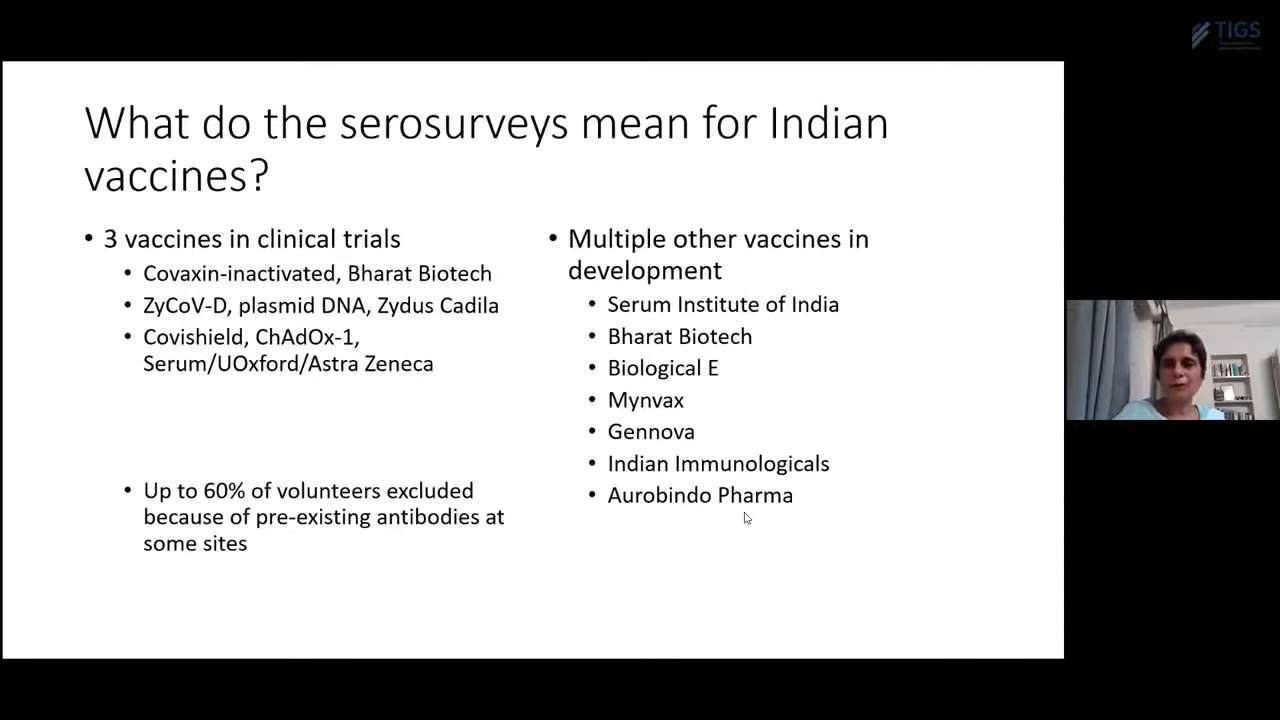 TIGS
What do the serosurveys mean for Indian
vaccines?
• 3 vaccines in clinical trials
• Covaxin-inactivated, Bharat Biotech
• ZyCoV-D, plasmid DNA, Zydus Cadila
• Covishield, ChAdOx-1,
Serum/UOxford/Astra Zeneca
• Up to 60% of volunteers excluded
because of pre-existing antibodies at
some sites
• Multiple other vaccines in
development
• Serum Institute of India
• Bharat Biotech
• Biological E
• Mynvax
• Gennova
• Indian Immunologicals
• Aurobindo Pharma